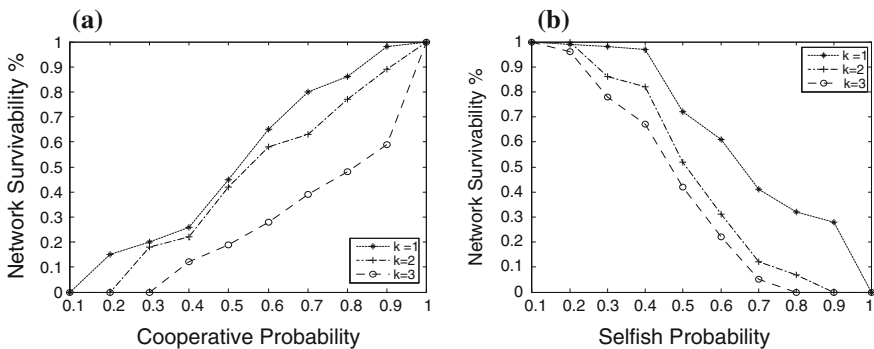 (a)
1
0.9
0.8
0.7
0.6
0.5
0.4
0.3
0.2
0.1
0
Network Survivability %
0.1 0.2 0.3 0.4 0.5 0.6 0.7 0.8 0.9 1
Cooperative Probability
k =1
k=2
k=3
(b)
1
0.9
0.8
0.7
0.6
0.5
0.4
0.3
0.2
0.1
0
Network Survivability %
0.1 0.2 0.3 0.4 0.5 0.6 0.7 0.8 0.9 1
Selfish Probability
k =1
k=2
k=3